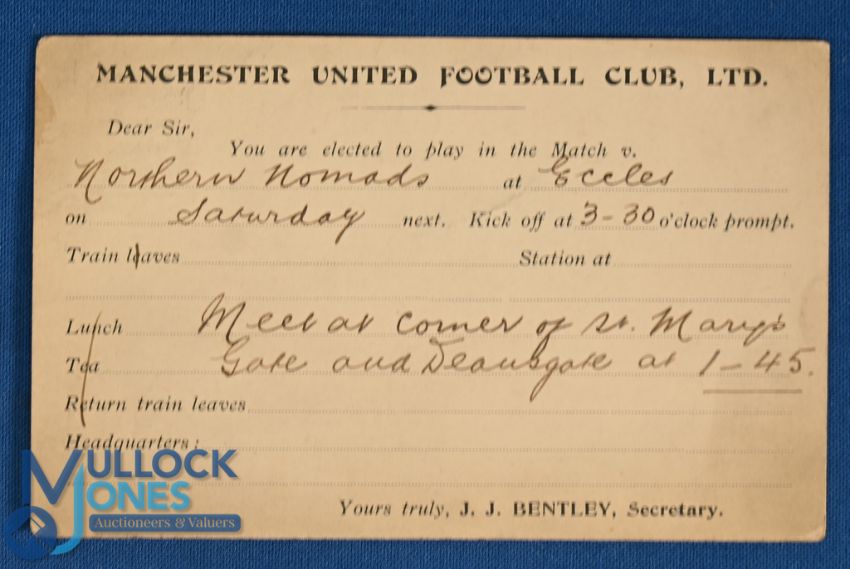 MANCHESTER UNITED FOOTBALL CLUB, LTD.
Dear Sir,
You are elected to play in the Match v.
Northern Nomads at Eccles
on Saturday next. Kick off at 3-30 o'clock prompt.
Train leaves Station at
Lunch Meet at corner of St. Mary's
Tea Gate and Deansgate at 1-45.
Return train leaves
Headquarters:
Yours truly, J. J. BENTLEY, Secretary.
MULLOCK
JONES
Auctioneers & Valuers